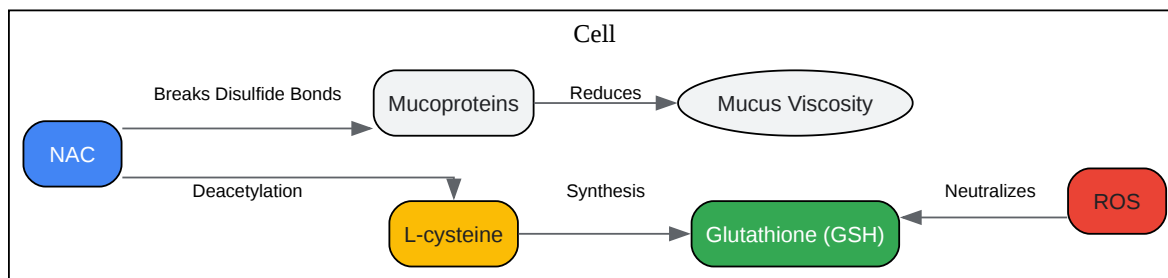 Cell
Breaks Disulfide Bonds
Mucoproteins
Reduces
Mucus Viscosity
NAC
Deacetylation
L-cysteine
Synthesis
Glutathione (GSH)
Neutralizes
ROS